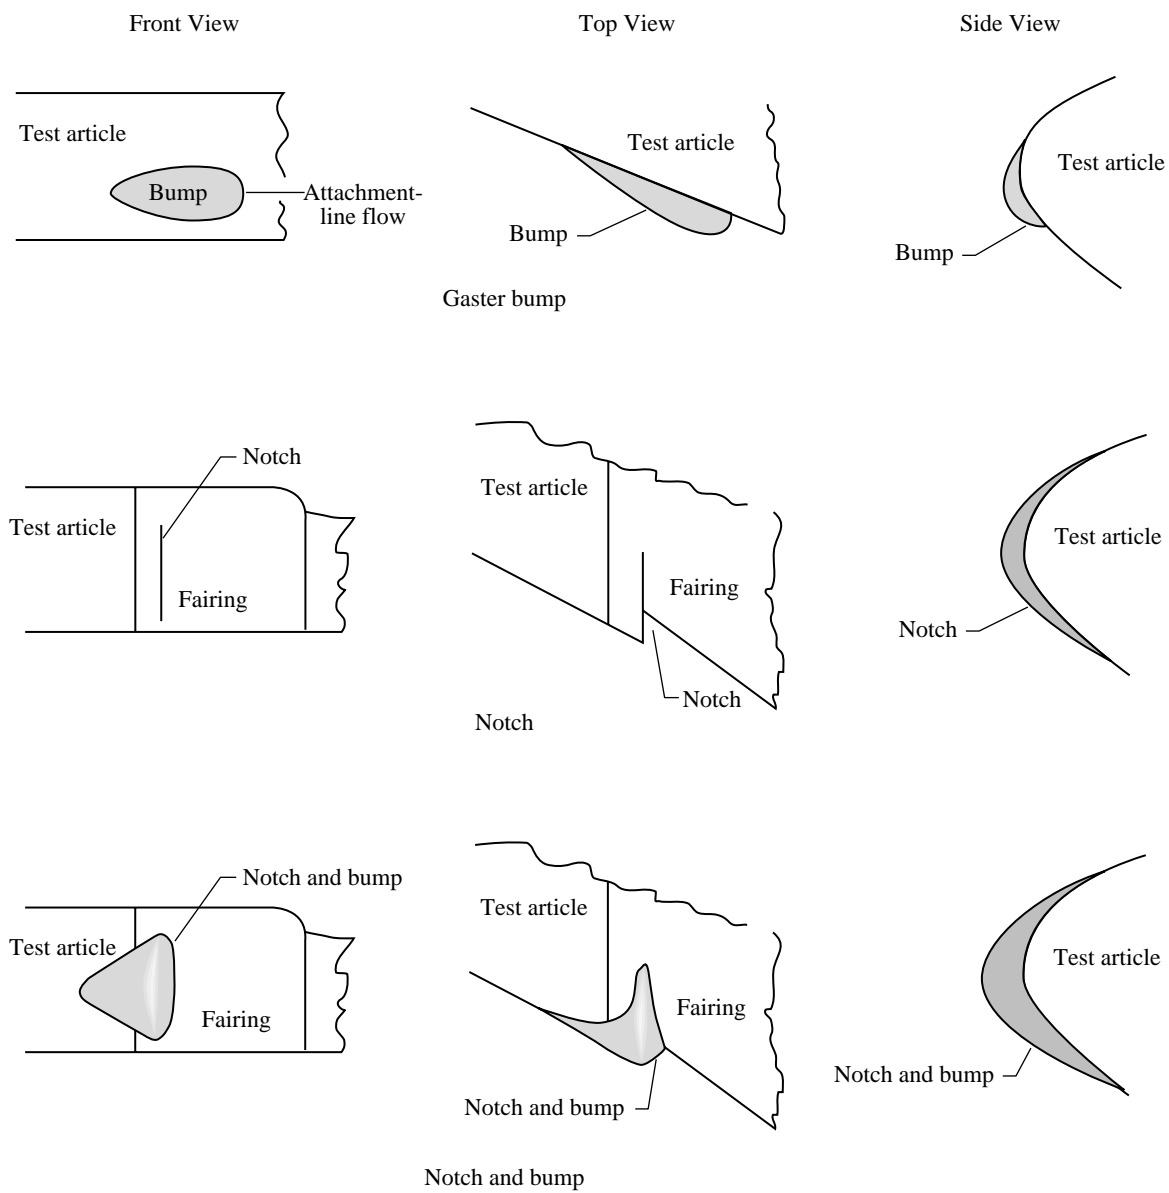 Front View
Top View
Side View
Test article
Bump
Attachment-
line flow
Test article
Bump
Test article
Bump
Gaster bump
Notch
Test article
Fairing
Test article
Fairing
Notch
Test article
Notch
Notch
Notch and bump
Test article
Fairing
Test article
Fairing
Notch and bump
Test article
Notch and bump
Notch and bump